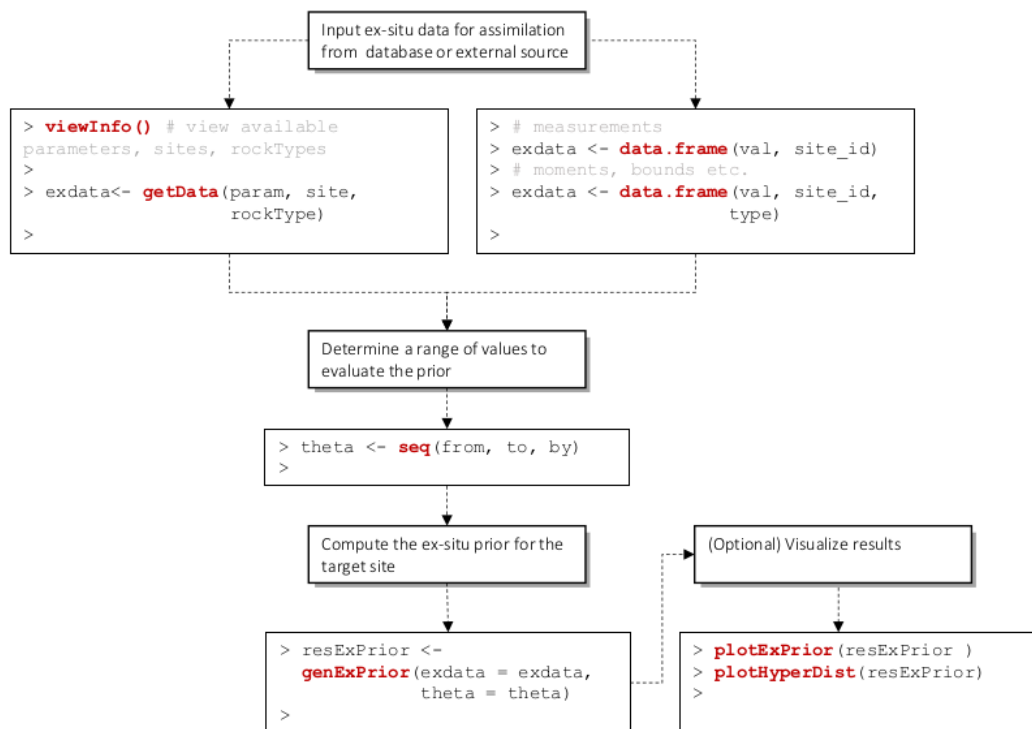 Input ex-situ data for assimilation
from database or external source
> viewInfo() # view available
parameters, sites, rockTypes
>
> exdata<- getData(param, site,
rockType)
>
> # measurements
> exdata <- data.frame(val, site_id)
> # moments, bounds etc.
> exdata <- data.frame(val, site_id,
type)
>
Determine a range of values to
evaluate the prior
> theta <- seq(from, to, by)
>
Compute the ex-situ prior for the
target site
(Optional) Visualize results
> resExPrior <-
genExPrior(exdata = exdata,
theta = theta)
>
> plotExPrior(resExPrior )
> plotHyperDist(resExPrior)
>